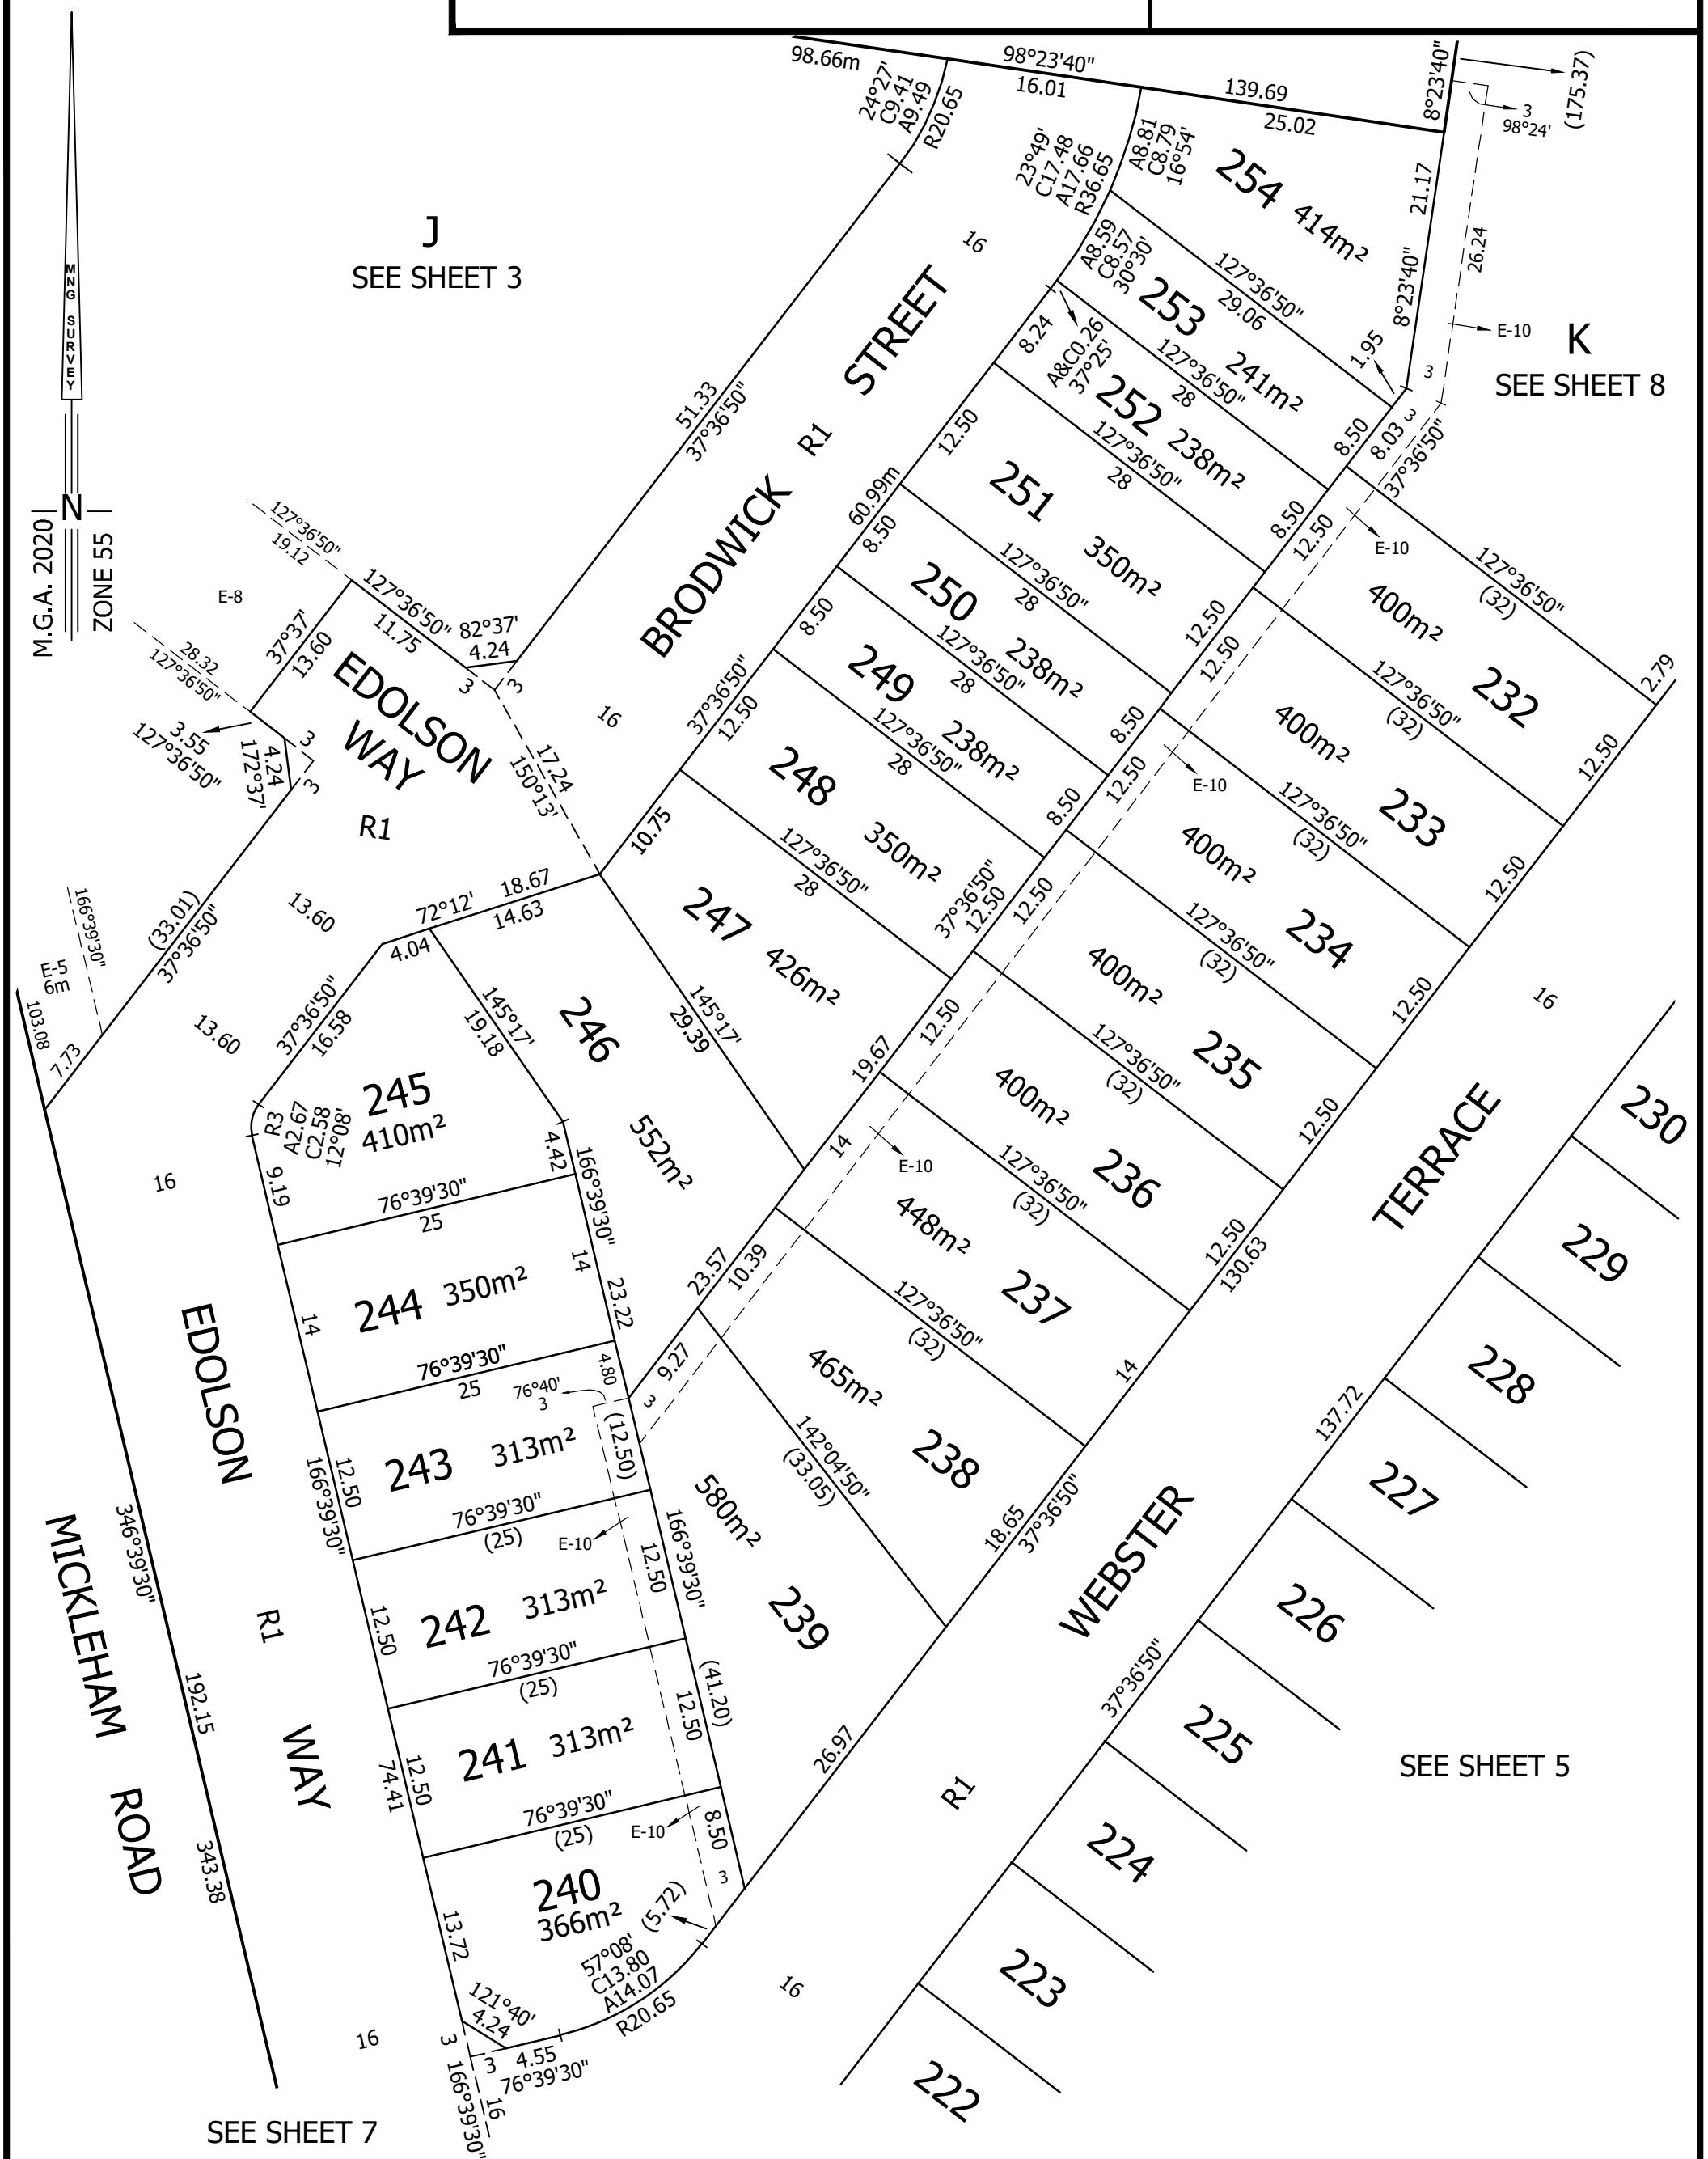 98.66m
98°23'40"
16.01
139.69
25.02
8°23'40"
(175.37)
3
98°24'
24°27'
C9.41
A9.49
R20.65
23°49'
C17.48
A17.66
R36.65
A8.81
C8.79
16°54'
254
414m²
21.17
8°23'40"
26.24
E-10
K
SEE SHEET 8
J
SEE SHEET 3
MNG SURVEY
N
M.G.A. 2020
ZONE 55
16
A8.59
C8.57
30°30'
253
241m²
127°36'50"
29.06
1.95
3
3
8.03
37°36'50"
8.50
8.24
A&C0.26
37°25'
252
238m²
127°36'50"
28
8.50
BRODWICK
R1
STREET
51.33
37°36'50"
12.50
251
350m²
127°36'50"
28
12.50
60.99m
8.50
250
238m²
127°36'50"
28
8.50
8.50
249
238m²
127°36'50"
28
8.50
37°36'50"
12.50
248
350m²
127°36'50"
28
37°36'50"
12.50
10.75
247
426m²
127°36'50"
28
19.67
127°36'50"
19.12
E-8
127°36'50"
11.75
82°37'
4.24
3
3
37°37'
13.60
28.32
127°36'50"
3.55
127°36'50"
4.24
172°37'
3
3
EDOLSON
WAY
R1
16
17.24
150°13'
18.67
72°12'
14.63
4.04
13.60
(33.01)
37°36'50"
166°39'30"
E-5
6m
103.08
7.73
13.60
37°36'50"
16.58
145°17'
19.18
246
552m²
145°17'
29.39
245
410m²
R3
A2.67
C2.58
12°08'
9.19
4.42
166°39'30"
76°39'30"
25
16
244
350m²
14
14
23.22
76°39'30"
25
4.80
76°40'
3
243
313m²
(12.50)
12.50
166°39'30"
76°39'30"
(25)
E-10
242
313m²
12.50
12.50
166°39'30"
76°39'30"
(25)
241
313m²
12.50
12.50
(41.20)
74.41
76°39'30"
(25)
E-10
8.50
3
240
366m²
13.72
(5.72)
57°08'
C13.80
A14.07
R20.65
121°40'
4.24
3
3
4.55
76°39'30"
16
166°39'30"
16
16
EDOLSON
R1
WAY
346°39'30"
192.15
343.38
MICKLEHAM
ROAD
SEE SHEET 7
E-10
12.50
127°36'50"
(32)
400m²
232
2.79
12.50
12.50
127°36'50"
(32)
400m²
233
12.50
E-10
12.50
127°36'50"
(32)
400m²
234
12.50
12.50
127°36'50"
(32)
400m²
235
12.50
12.50
127°36'50"
(32)
400m²
236
12.50
130.63
14
E-10
127°36'50"
(32)
448m²
237
14
23.57
10.39
127°36'50"
(32)
465m²
238
18.65
37°36'50"
9.27
3
142°04'50"
(33.05)
580m²
239
26.97
WEBSTER
TERRACE
R1
16
137.72
37°36'50"
230
229
228
227
226
225
224
223
222
SEE SHEET 5